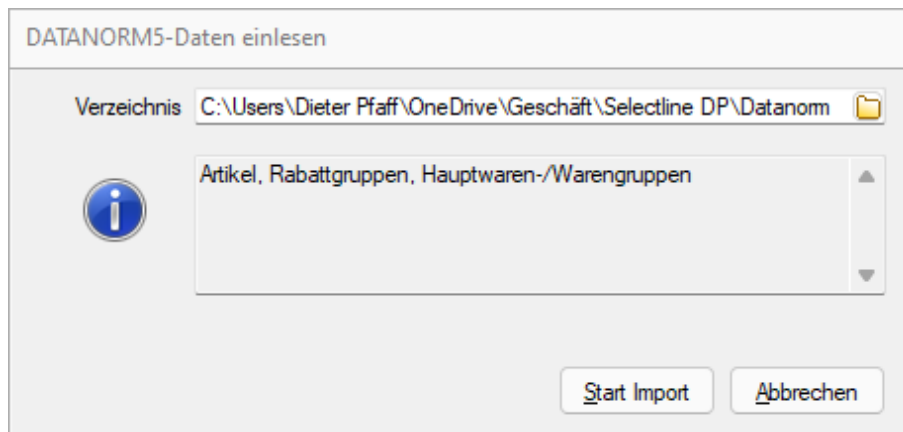 DATANORM5-Daten einlesen
Verzeichnis C:\Users\Dieter Pfaff\OneDrive\Geschäft\Selectline DP\Datanorm
Artikel, Rabattgruppen, Hauptwaren-/Warengruppen
Start Import Abbrechen